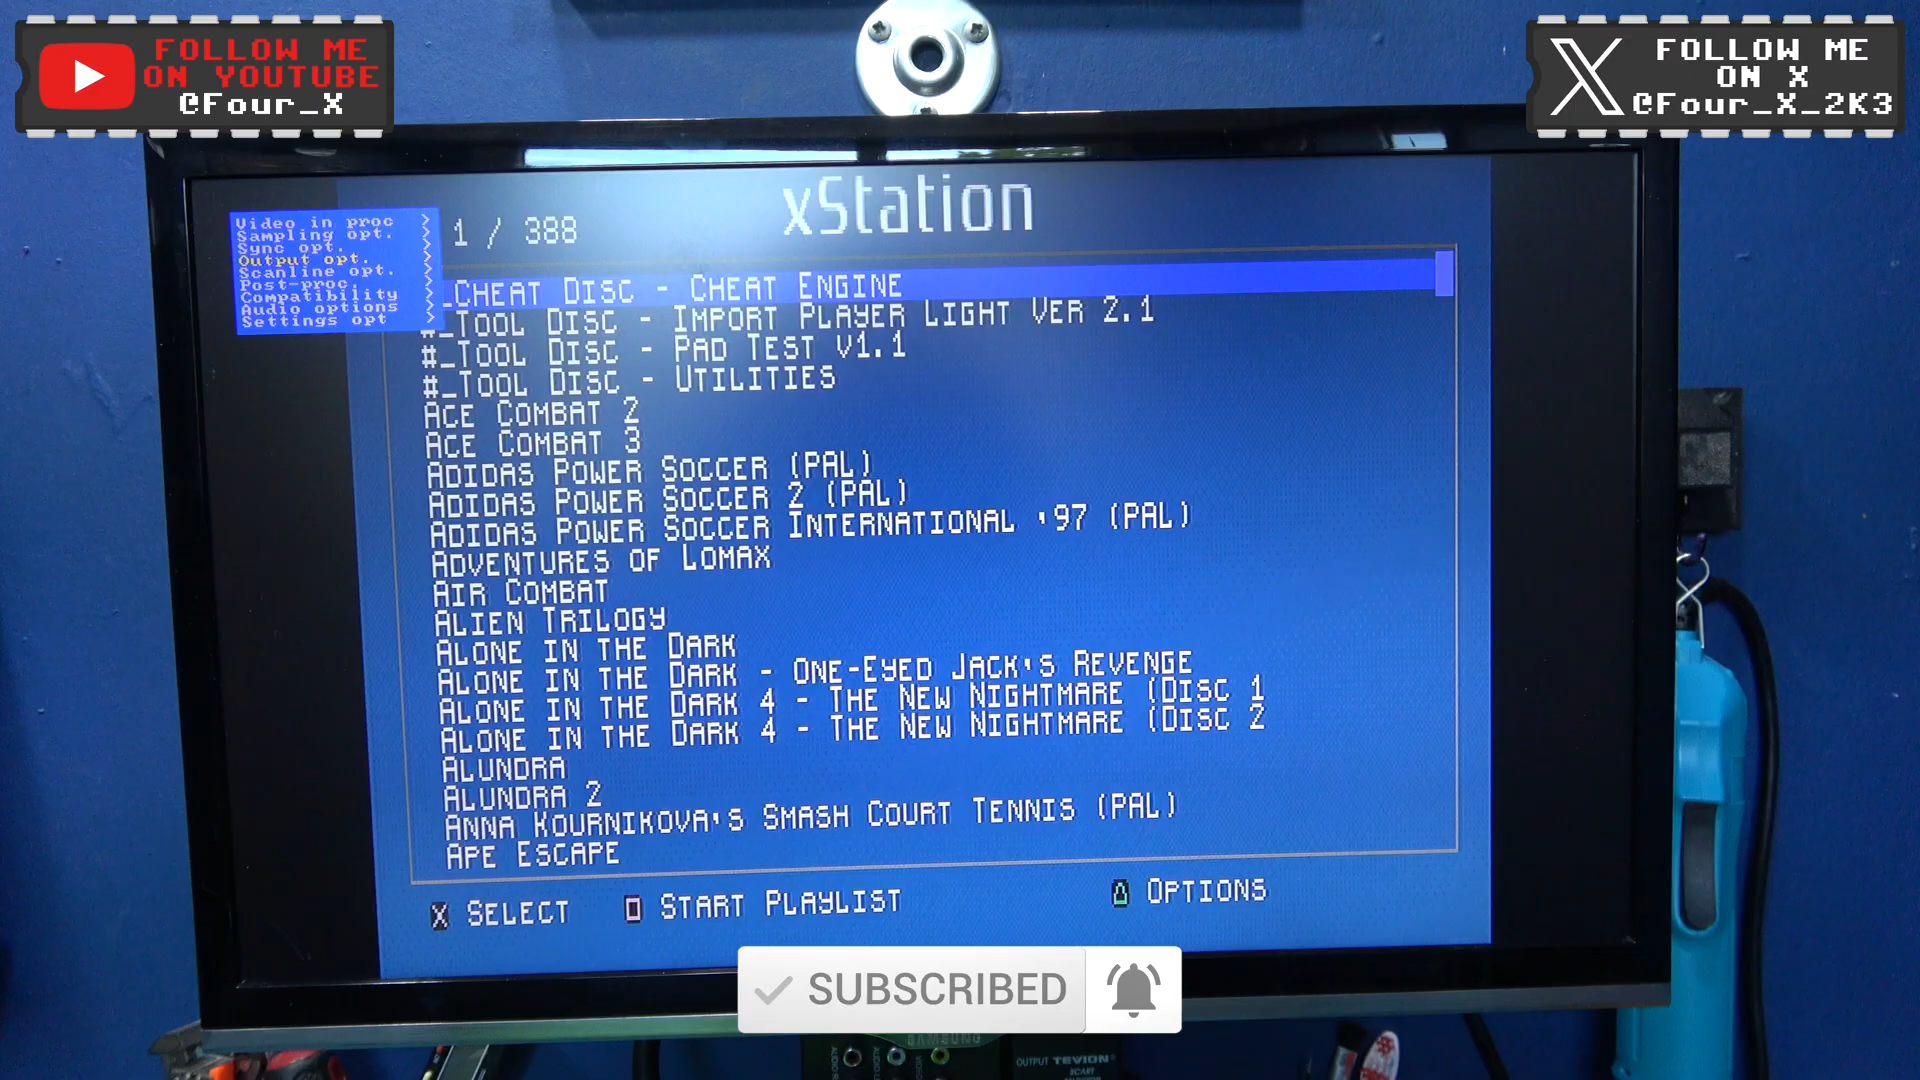 FOLLOW ME
ON YOUTUBE
@Four_X
FOLLOW ME
ON X
@Four_X_2K3
xStation
1 / 388
Video in proc >
Sampling opt. >
Sync opt. >
Output opt. >
Scanline opt. >
Post-proc. >
Compatibility >
Audio options >
Settings opt >
_CHEAT DISC - CHEAT ENGINE
#_TOOL DISC - IMPORT PLAYER LIGHT VER 2.1
#_TOOL DISC - PAD TEST V1.1
#_TOOL DISC - UTILITIES
ACE COMBAT 2
ACE COMBAT 3
ADIDAS POWER SOCCER (PAL)
ADIDAS POWER SOCCER 2 (PAL)
ADIDAS POWER SOCCER INTERNATIONAL '97 (PAL)
ADVENTURES OF LOMAX
AIR COMBAT
ALIEN TRILOGY
ALONE IN THE DARK
ALONE IN THE DARK - ONE-EYED JACK'S REVENGE
ALONE IN THE DARK 4 - THE NEW NIGHTMARE (DISC 1
ALONE IN THE DARK 4 - THE NEW NIGHTMARE (DISC 2
ALUNDRA
ALUNDRA 2
ANNA KOURNIKOVA'S SMASH COURT TENNIS (PAL)
APE ESCAPE
X SELECT
START PLAYLIST
OPTIONS
SUBSCRIBED
SAMSUNG
OUTPUT TEVION
SCART